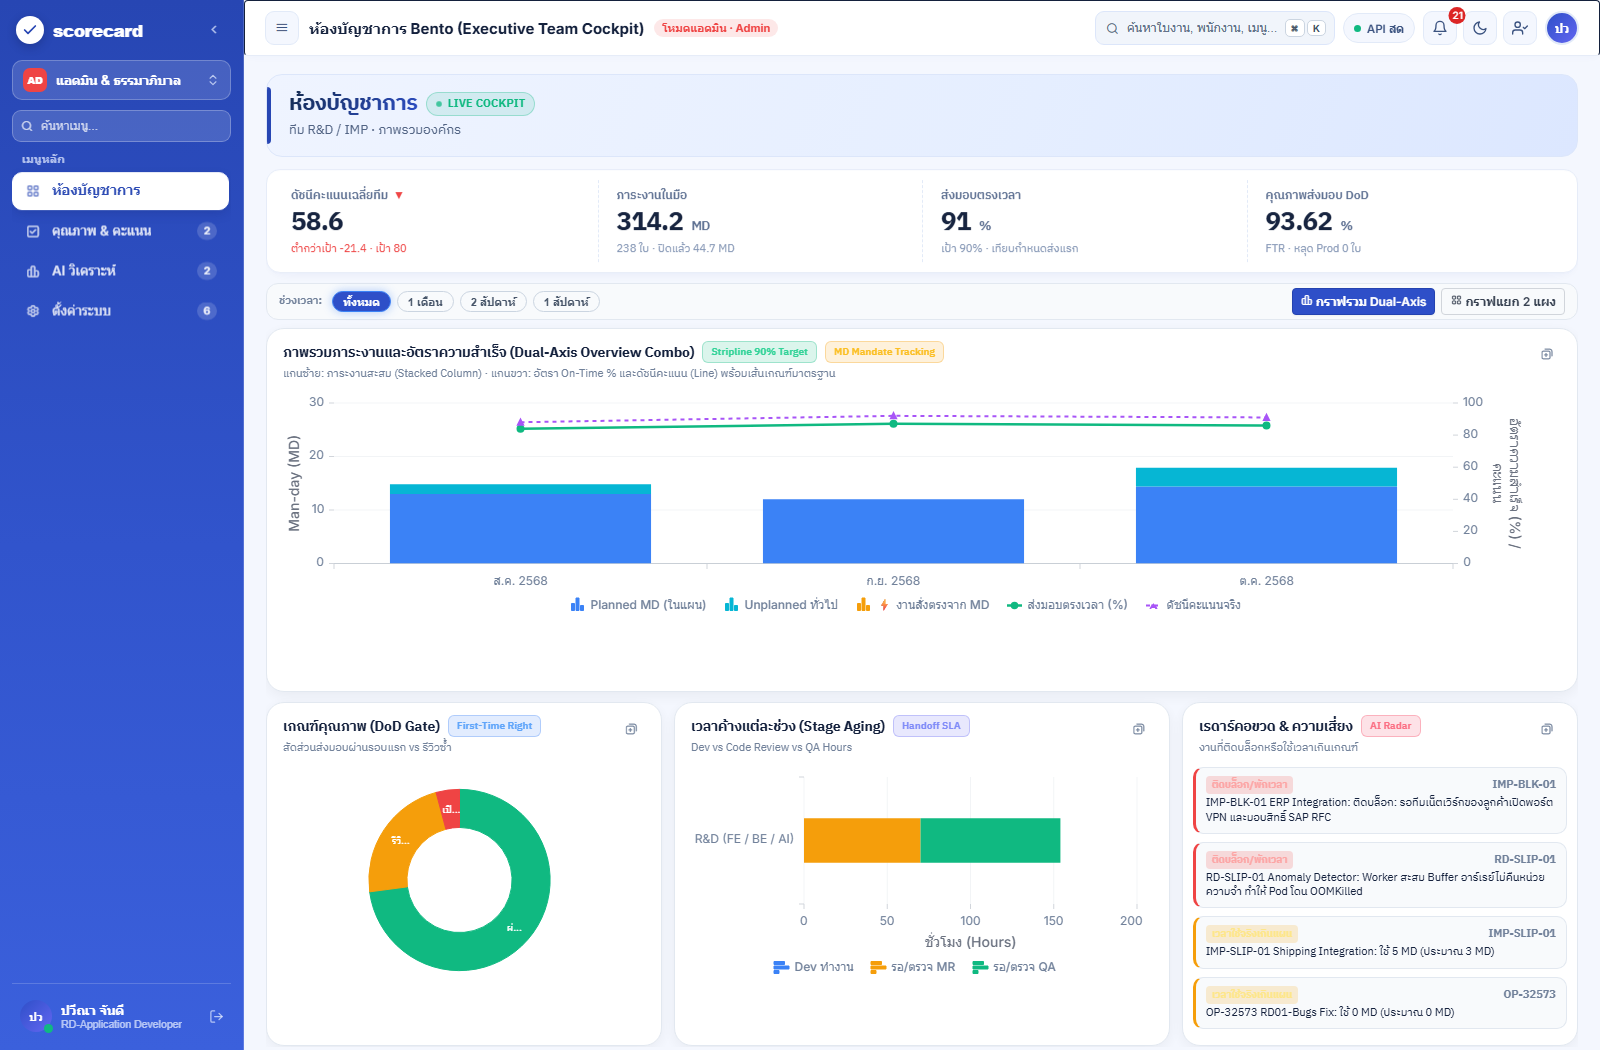 scorecard
AD แอดมิน & ธรรมาภิบาล
ค้นหาเมนู...
เมนูหลัก
ห้องบัญชาการ
คุณภาพ & คะแนน 2
AI วิเคราะห์ 2
ตั้งค่าระบบ 6
ปว ปวีณา จันดี
RD-Application Developer
ห้องบัญชาการ Bento (Executive Team Cockpit) โหมดแอดมิน · Admin
ค้นหาใบงาน, พนักงาน, เมนู... ⌘ K
API สด
21
ปว
ห้องบัญชาการ LIVE COCKPIT
ทีม R&D / IMP · ภาพรวมองค์กร
ดัชนีคะแนนเฉลี่ยทีม ▼
58.6
ต่ำกว่าเป้า -21.4 · เป้า 80
ภาระงานในมือ
314.2 MD
238 ใบ · ปิดแล้ว 44.7 MD
ส่งมอบตรงเวลา
91 %
เป้า 90% · เทียบกำหนดส่งแรก
คุณภาพส่งมอบ DoD
93.62 %
FTR · หลุด Prod 0 ใบ
ช่วงเวลา: ทั้งหมด 1 เดือน 2 สัปดาห์ 1 สัปดาห์
กราฟรวม Dual-Axis กราฟแยก 2 แผง
ภาพรวมภาระงานและอัตราความสำเร็จ (Dual-Axis Overview Combo) Stripline 90% Target MD Mandate Tracking
แกนซ้าย: ภาระงานสะสม (Stacked Column) · แกนขวา: อัตรา On-Time % และดัชนีคะแนน (Line) พร้อมเส้นเกณฑ์มาตรฐาน
Man-day (MD)
30
20
10
0
100
80
60
40
20
0
อัตราความสำเร็จ (%) /
คะแนน
ส.ค. 2568
ก.ย. 2568
ต.ค. 2568
Planned MD (ในแผน) Unplanned ทั่วไป งานสั่งตรงจาก MD ส่งมอบตรงเวลา (%) ดัชนีคะแนนจริง
เกณฑ์คุณภาพ (DoD Gate) First-Time Right
สัดส่วนส่งมอบผ่านรอบแรก vs รีวิวซ้ำ
เปิ...
รีวิ...
ผ่...
เวลาค้างแต่ละช่วง (Stage Aging) Handoff SLA
Dev vs Code Review vs QA Hours
R&D (FE / BE / AI)
0 50 100 150 200
ชั่วโมง (Hours)
Dev ทำงาน รอ/ตรวจ MR รอ/ตรวจ QA
เรดาร์คอขวด & ความเสี่ยง AI Radar
งานที่ติดบล็อกหรือใช้เวลาเกินเกณฑ์
ติดบล็อก/พักเวลา IMP-BLK-01
IMP-BLK-01 ERP Integration: ติดบล็อก: รอทีมเน็ตเวิร์กของลูกค้าเปิดพอร์ต
VPN และมอบสิทธิ์ SAP RFC
ติดบล็อก/พักเวลา RD-SLIP-01
RD-SLIP-01 Anomaly Detector: Worker สะสม Buffer อาร์เรย์ไม่คืนหน่วย
ความจำ ทำให้ Pod โดน OOMKilled
IMP-SLIP-01
IMP-SLIP-01 Shipping Integration: ใช้ 5 MD (ประมาณ 3 MD)
OP-32573
OP-32573 RD01-Bugs Fix: ใช้ 0 MD (ประมาณ 0 MD)